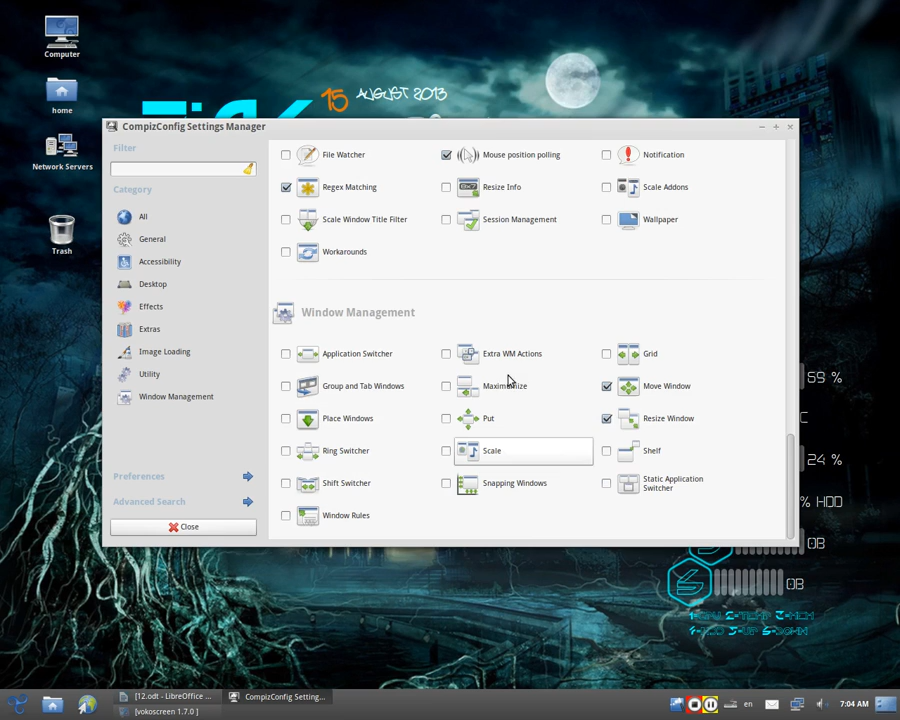 Computer
home
Network Servers
Trash
15 AUGUST 2013
CompizConfig Settings Manager
Filter
Category
All
General
Accessibility
Desktop
Effects
Extras
Image Loading
Utility
Window Management
Preferences
Advanced Search
Close
File Watcher
Mouse position polling
Notification
Regex Matching
Resize Info
Scale Addons
Scale Window Title Filter
Session Management
Wallpaper
Workarounds
Window Management
Application Switcher
Extra WM Actions
Grid
Group and Tab Windows
Maximumize
Move Window
Place Windows
Put
Resize Window
Ring Switcher
Scale
Shelf
Shift Switcher
Snapping Windows
Static Application
Switcher
Window Rules
59 %
C
24 %
% HDD
0B
0B
[12.odt - LibreOffice ...
CompizConfig Setting...
[vokoscreen 1.7.0 ]
en
7:04 AM